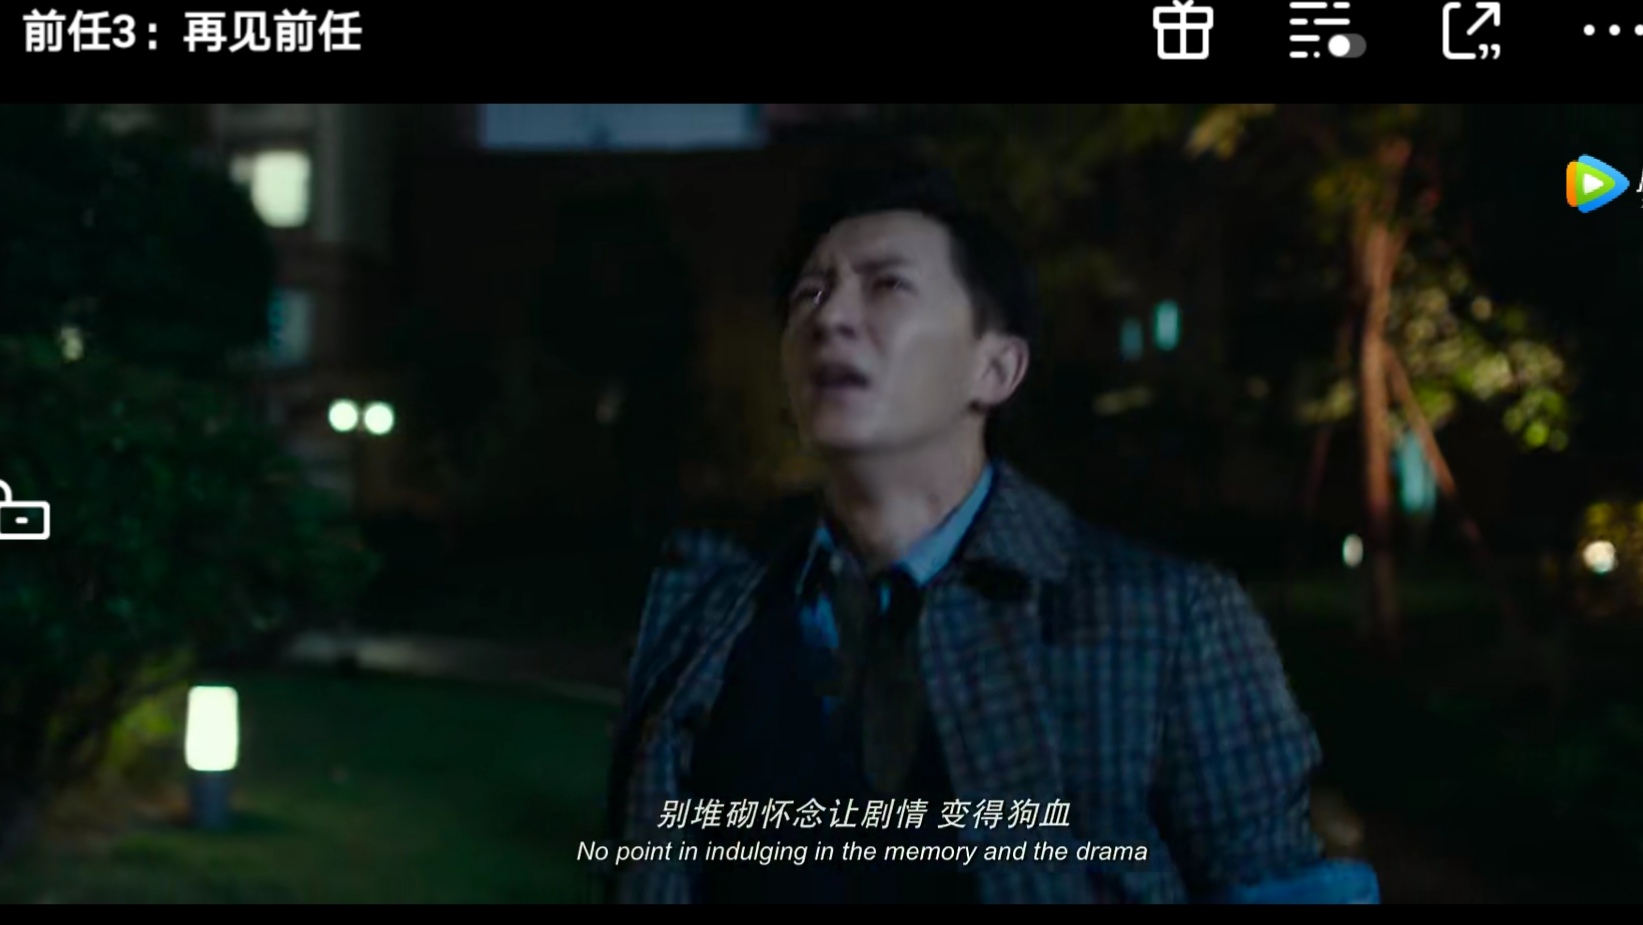 前任3：再见前任
别堆砌怀念让剧情 变得狗血
No point in indulging in the memory and the drama